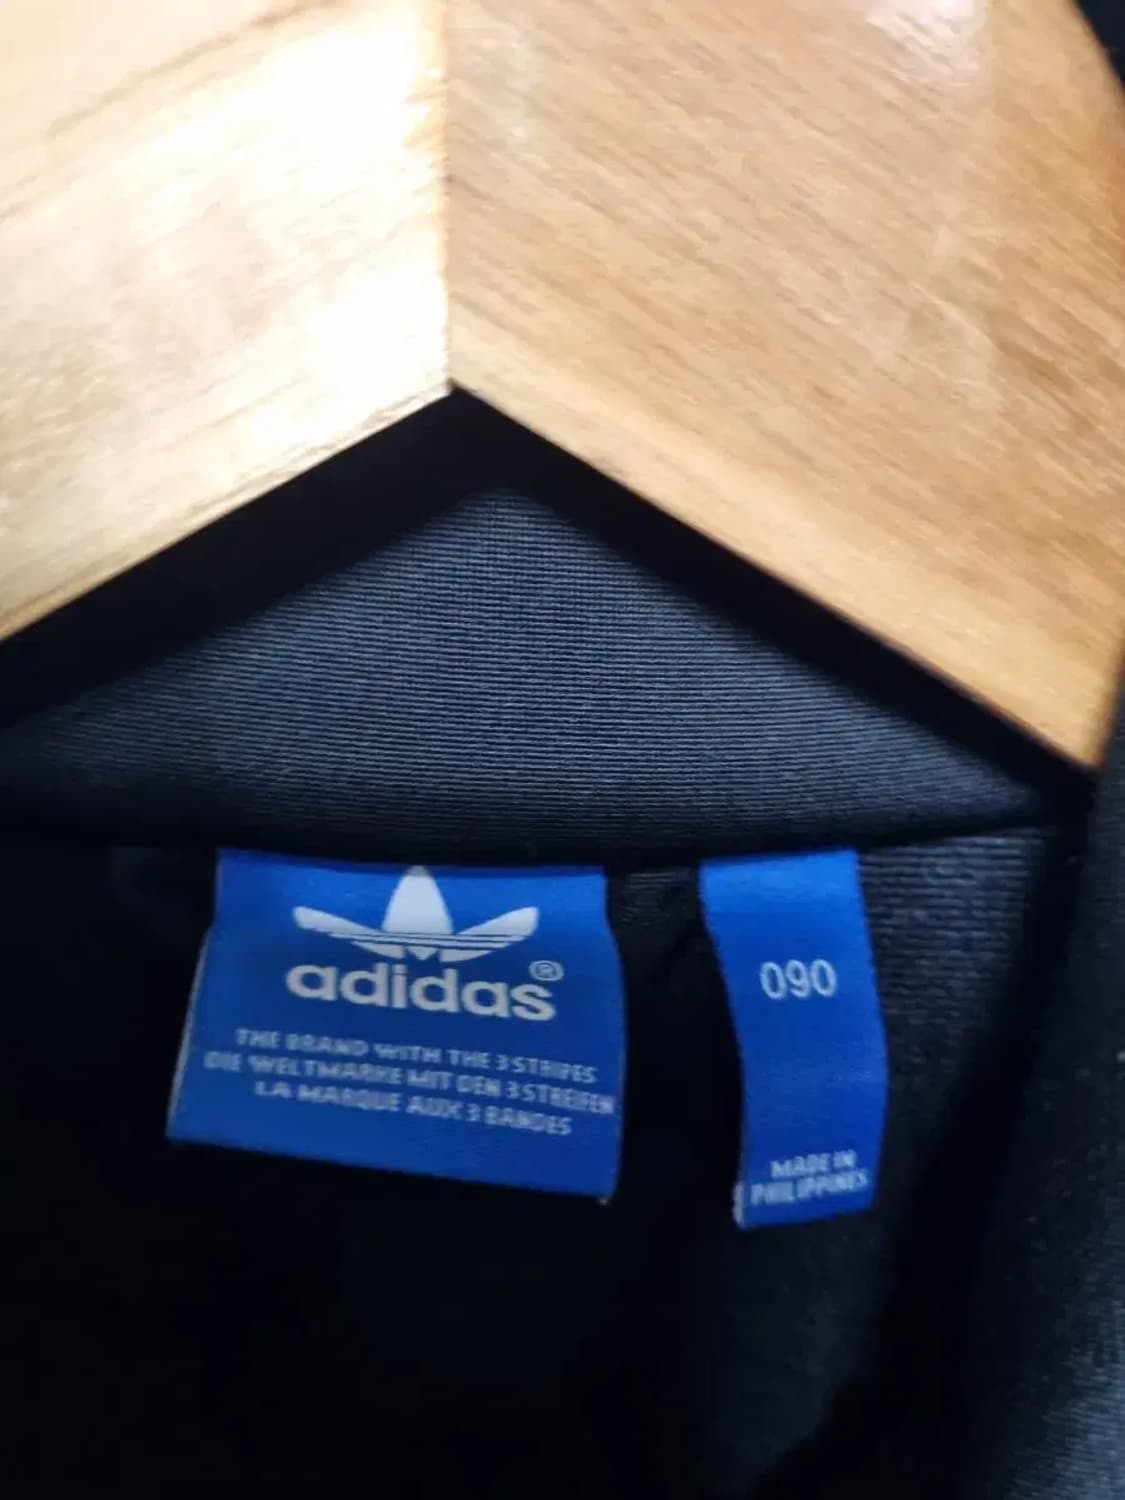 adidas®
THE BRAND WITH THE 3 STRIPES
DIE WELTMARKE MIT DEN 3 STREIFEN
LA MARQUE AUX 3 BANDES
090
MADE IN
PHILIPPINES